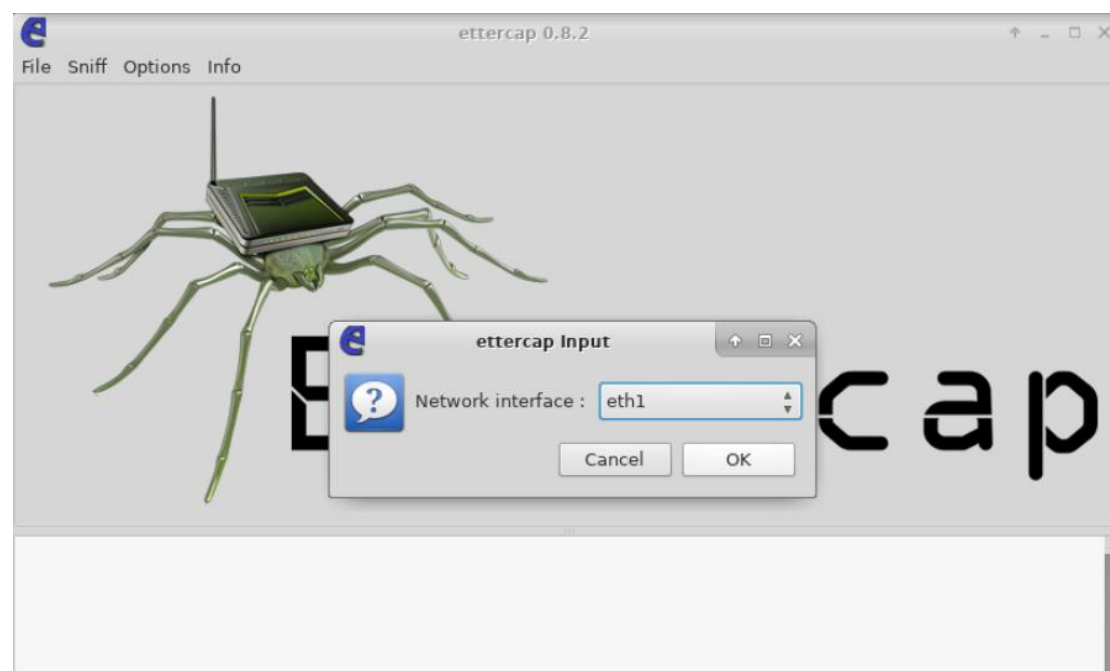 ettercap 0.8.2
File Sniff Options Info
ettercap Input
Network interface : eth1
Cancel OK
cap